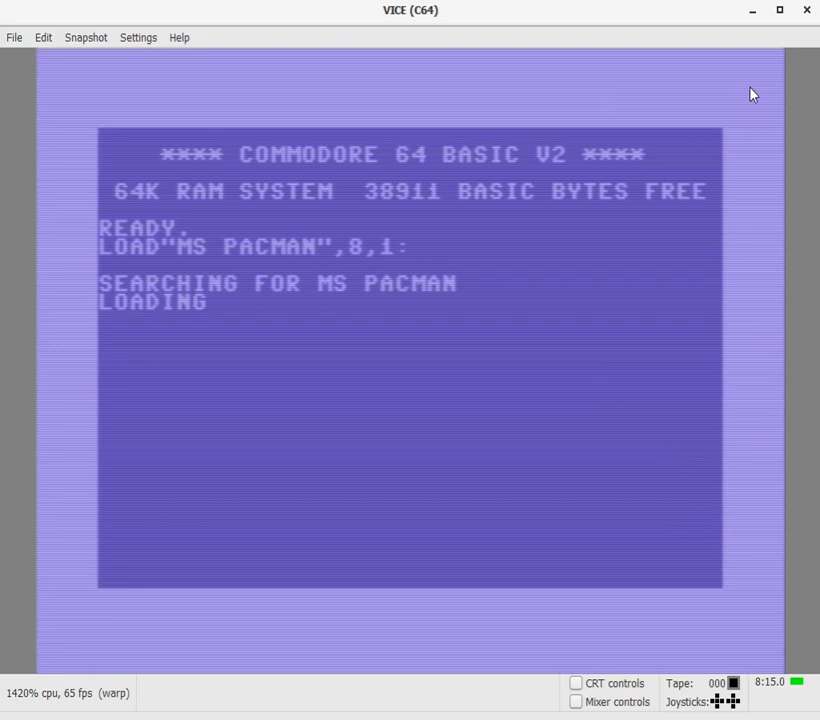 VICE (C64)
File Edit Snapshot Settings Help
**** COMMODORE 64 BASIC V2 ****
64K RAM SYSTEM 38911 BASIC BYTES FREE
READY.
LOAD"MS PACMAN",8,1:
SEARCHING FOR MS PACMAN
LOADING
1420% cpu, 65 fps (warp)
CRT controls
Mixer controls
Tape: 000
Joysticks:
8:15.0